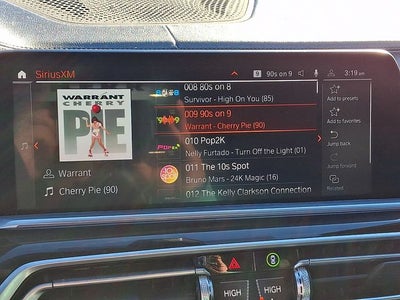 SiriusXM
9 90s on 9
3:19 am
WARRANT
CHERRY
PIE
008 80s on 8
Survivor - High On You (85)
009 90s on 9
Warrant - Cherry Pie (90)
010 Pop2K
Nelly Furtado - Turn Off the Light (01)
011 The 10s Spot
Bruno Mars - 24K Magic (16)
012 The Kelly Clarkson Connection
Warrant
Cherry Pie (90)
Add to presets
Add to favorites
Jump back
Jump forward
Related
HIGH
HIGH